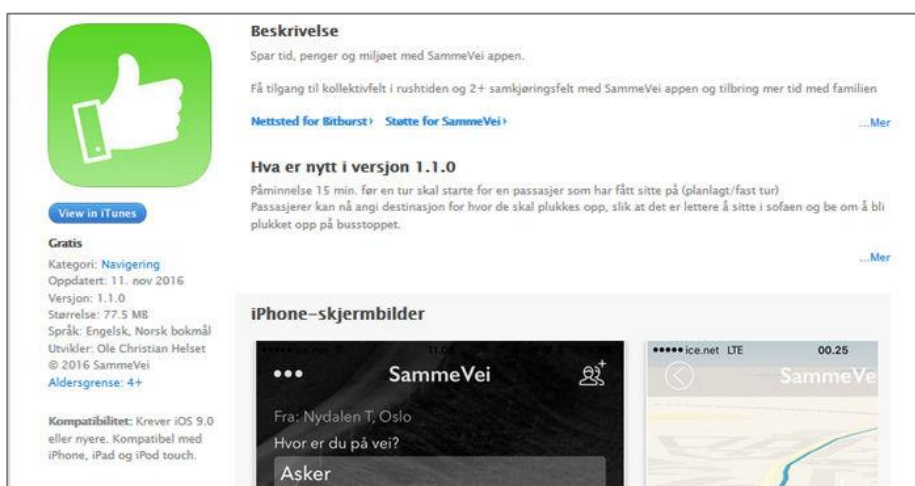 Beskrivelse
Spar tid, penger og miljøet med SammeVei appen.
Få tilgang til kollektivfelt i rushtiden og 2+ samkjøringsfelt med SammeVei appen og tilbring mer tid med familien
Nettsted for Bitburst Støtte for SammeVei
...Mer
Hva er nytt i versjon 1.1.0
Påminnelse 15 min. før en tur skal starte for en passasjer som har fått sitte på (planlagt/fast tur)
Passasjerer kan nå angi destinasjon for hvor de skal plukkes opp, slik at det er lettere å sitte i sofaen og be om å bli
plukket opp på busstoppet.
...Mer
View in iTunes
Gratis
Kategori: Navigering
Oppdatert: 11. nov 2016
Versjon: 1.1.0
Størrelse: 77.5 MB
Språk: Engelsk, Norsk bokmål
Utvikler: Ole Christian Helset
© 2016 SammeVei
Aldersgrense: 4+
Kompatibilitet: Krever iOS 9.0
eller nyere. Kompatibel med
iPhone, iPad og iPod touch.
iPhone-skjermbilder
SammeVei
Fra: Nydalen T, Oslo
Hvor er du på vei?
Asker
ice.net LTE 00.25
SammeVe